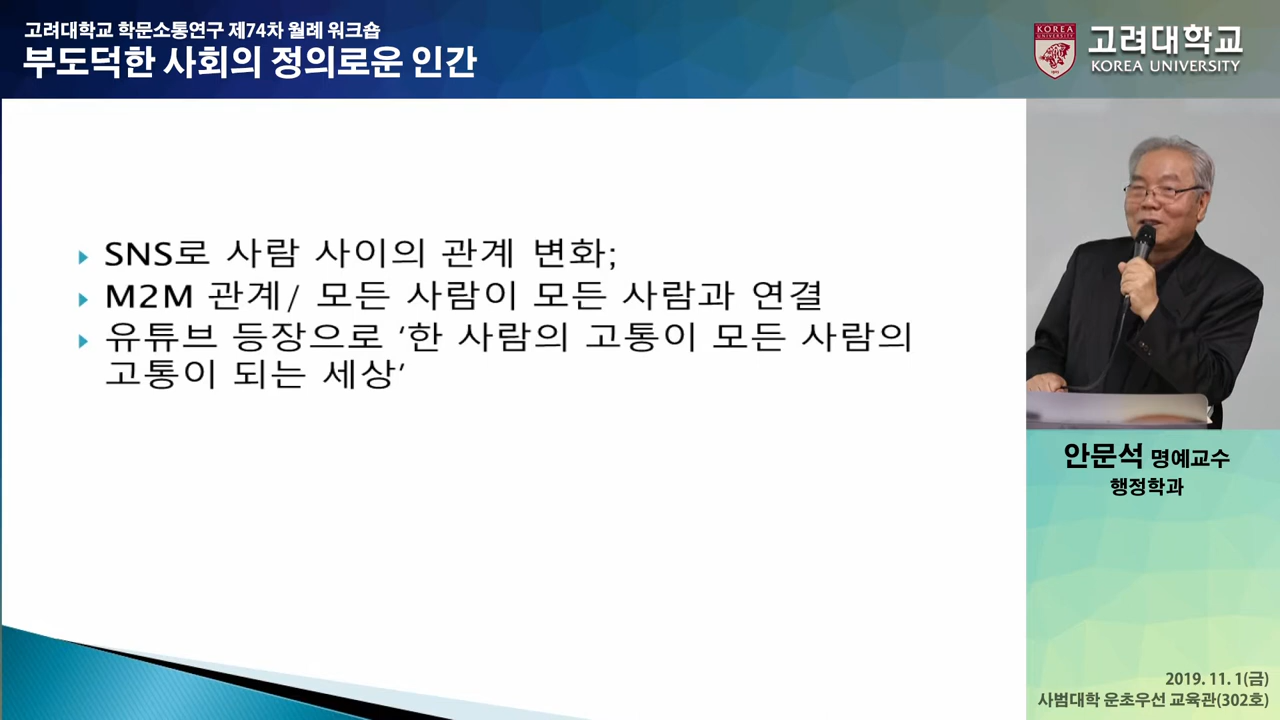 고려대학교 학문소통연구 제74차 월례 워크숍
부도덕한 사회의 정의로운 인간
KOREA
UNIVERSITY
고려대학교
KOREA UNIVERSITY
SNS로 사람 사이의 관계 변화;
M2M 관계/ 모든 사람이 모든 사람과 연결
유튜브 등장으로 ‘한 사람의 고통이 모든 사람의
고통이 되는 세상’
안문석 명예교수
행정학과
2019. 11. 1(금)
사범대학 운초우선 교육관(302호)